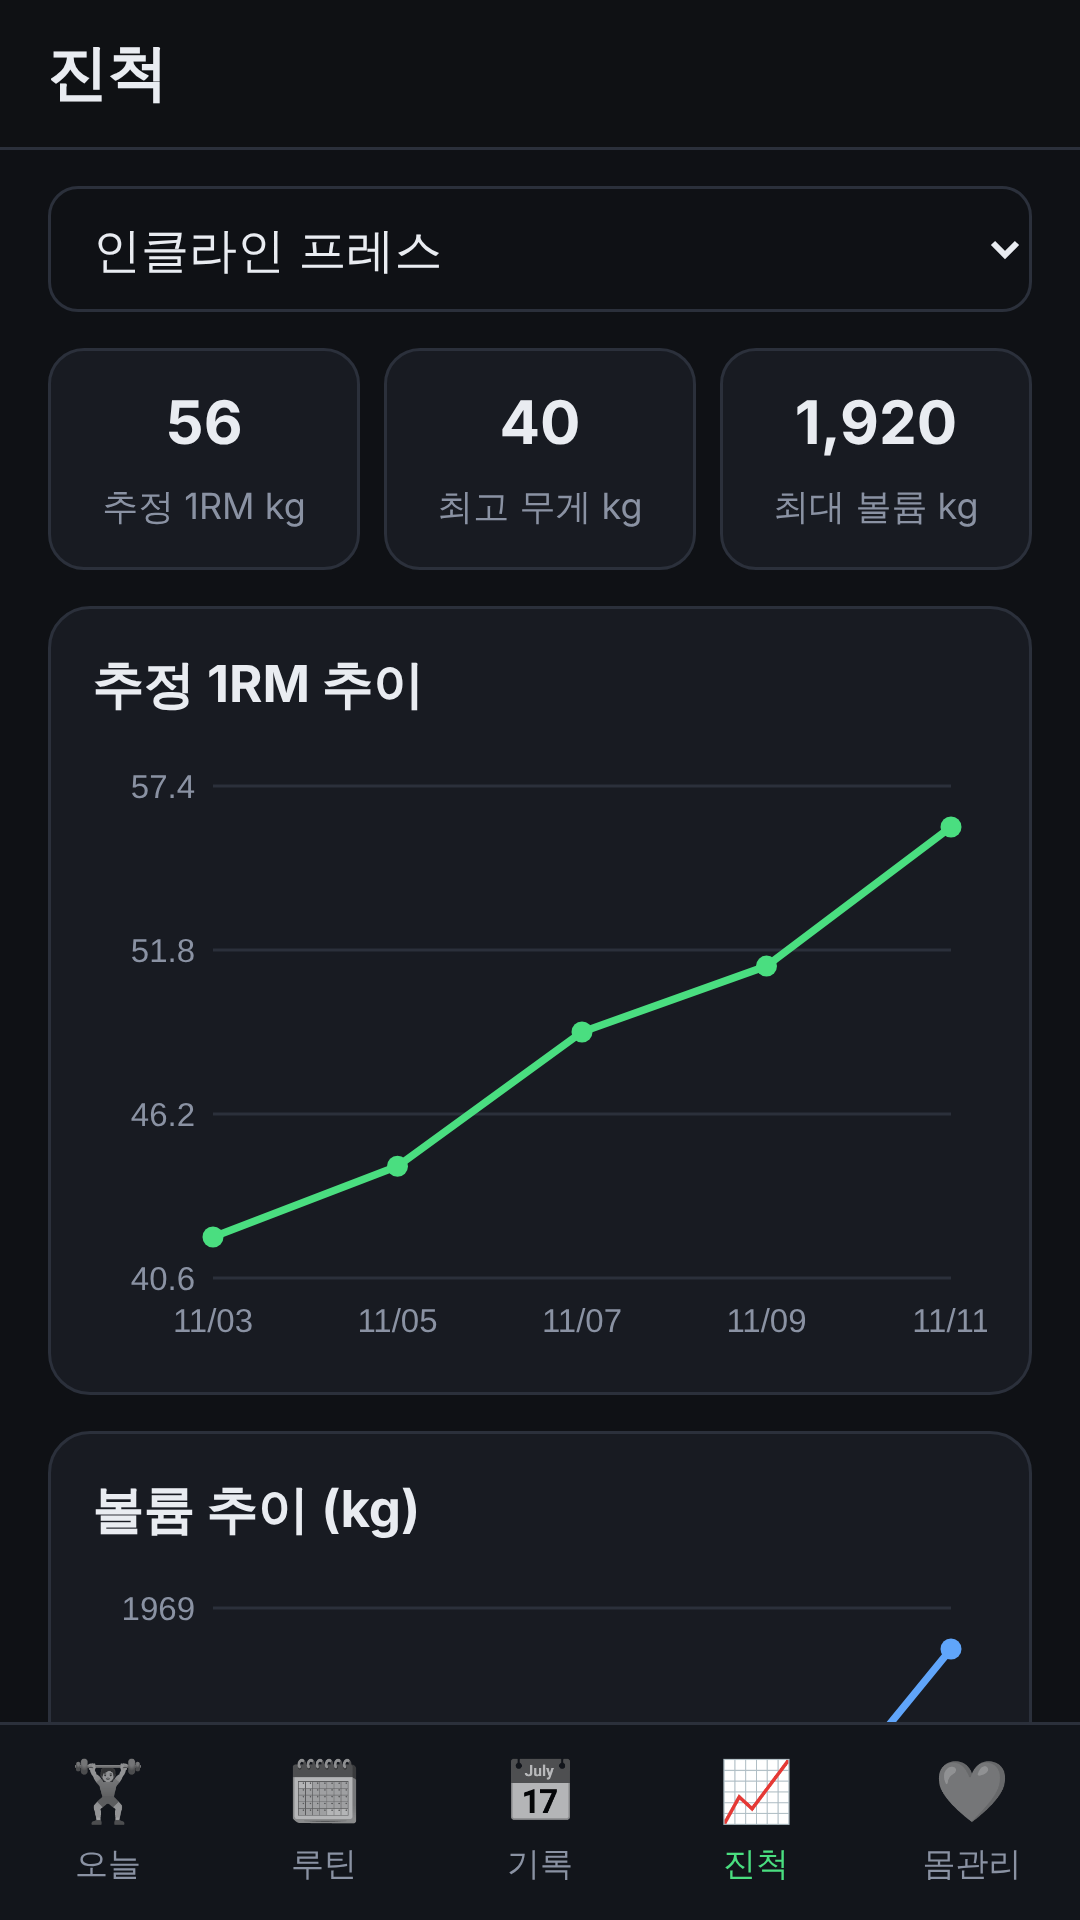 진척
인클라인 프레스
56
추정 1RM kg
40
최고 무게 kg
1,920
최대 볼륨 kg
추정 1RM 추이
57.4
51.8
46.2
40.6
11/03 11/05 11/07 11/09 11/11
볼륨 추이 (kg)
1969
July
17
오늘 루틴 기록 진척 몸관리